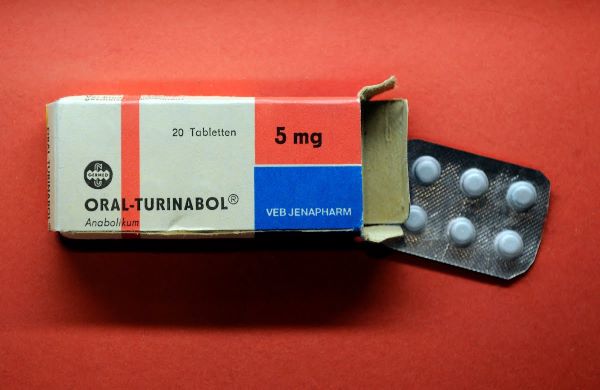 20 Tabletten
5 mg
GERMED
ORAL-TURINABOL®
Anabolikum
VEB JENAPHARM